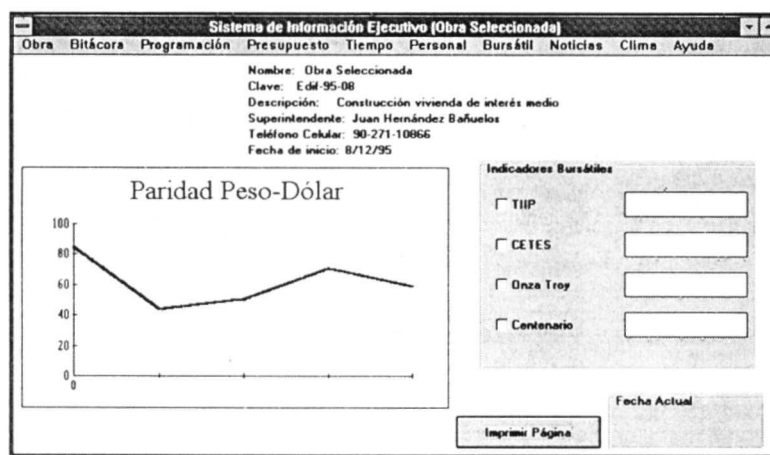 Sistema de Información Ejecutivo (Obra Seleccionada)
Obra Bitácora Programación Presupuesto Tiempo Personal Bursátil Noticias Clima Ayuda
Nombre: Obra Seleccionada
Clave: Edif-95-08
Descripción: Construcción vivienda de interés medio
Superintendente: Juan Hernández Bañuelos
Teléfono Celular: 90-271-10866
Fecha de inicio: 8/12/95
Paridad Peso-Dólar
100
80
60
40
20
0
0
Indicadores Bursátiles
TIIP
CETES
Onza Troy
Centenario
Fecha Actual
Imprimir Página